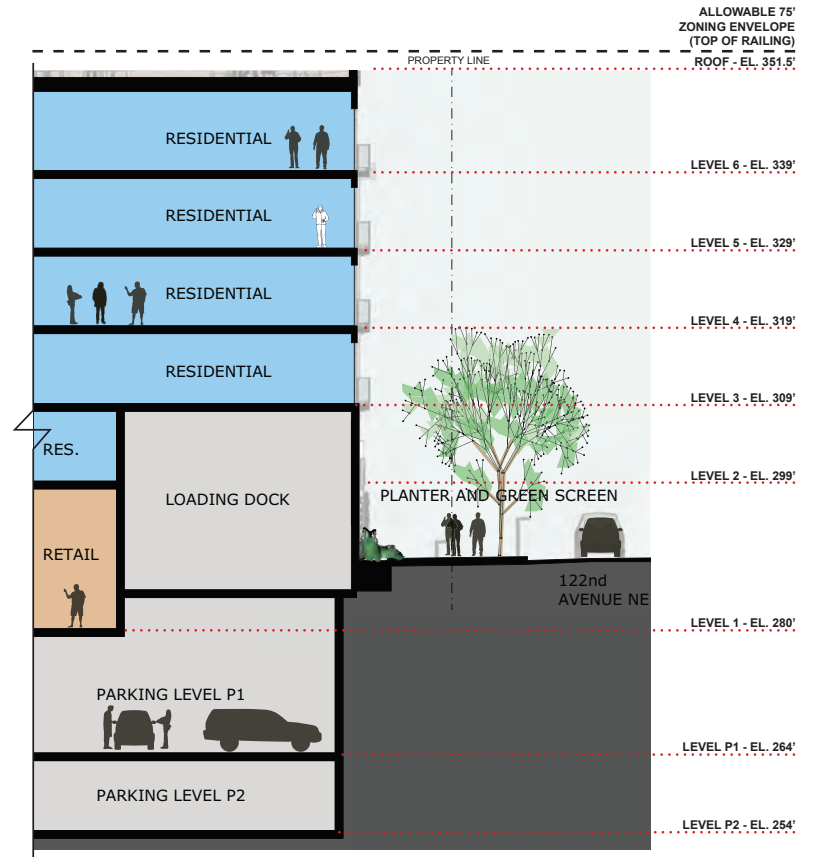 ALLOWABLE 75'
ZONING ENVELOPE
(TOP OF RAILING)
PROPERTY LINE
ROOF - EL. 351.5'
RESIDENTIAL
LEVEL 6 - EL. 339'
RESIDENTIAL
LEVEL 5 - EL. 329'
RESIDENTIAL
LEVEL 4 - EL. 319'
RESIDENTIAL
LEVEL 3 - EL. 309'
RES.
LEVEL 2 - EL. 299'
LOADING DOCK
PLANTER AND GREEN SCREEN
RETAIL
122nd
AVENUE NE
LEVEL 1 - EL. 280'
PARKING LEVEL P1
LEVEL P1 - EL. 264'
PARKING LEVEL P2
LEVEL P2 - EL. 254'